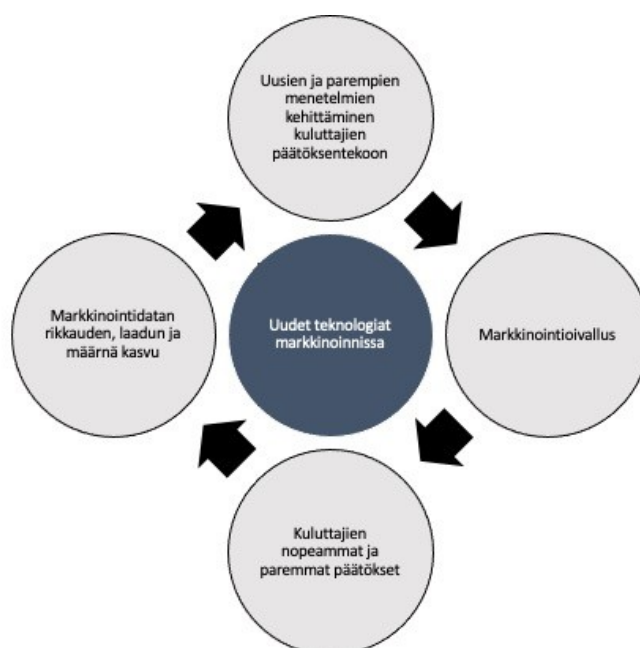 Uusien ja parempien
menetelmien
kehittäminen
kuluttajien
päätöksentekoon
Markkinointidatan
rikkauden, laadun ja
määrnä kasvu
Uudet teknologiat
markkinoinnissa
Markkinointioivallus
Kuluttajien
nopeammat ja
paremmat päätökset